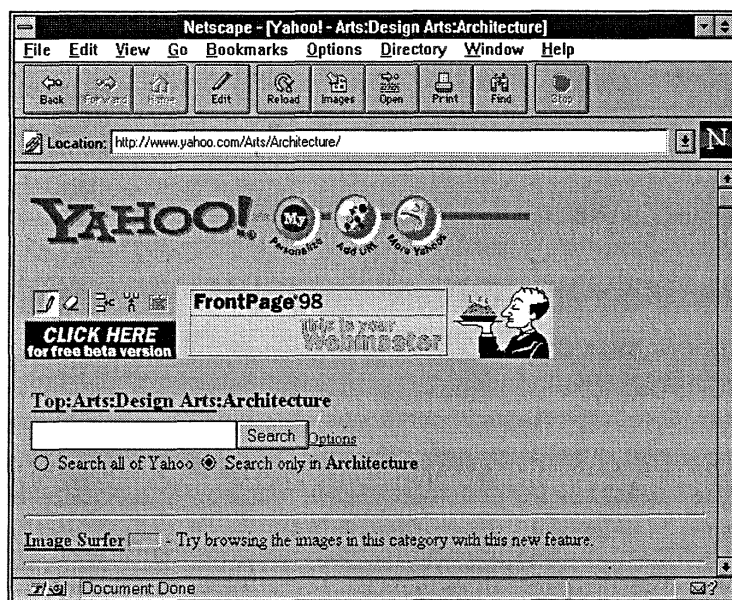 Netscape - [Yahoo! - Arts:Design Arts:Architecture]
File Edit View Go Bookmarks Options Directory Window Help
Back Forward Home Edit Reload Images Open Print Find Stop
Location: http://www.yahoo.com/Arts/Architecture/ N
YAHOO! My
Personalize Add URL More Yahoos
FrontPage 98
CLICK HERE
for free beta version
this is your
Webmaster
Top:Arts:Design Arts:Architecture
Search Options
Search all of Yahoo Search only in Architecture
Image Surfer - Try browsing the images in this category with this new feature.
Document: Done ?